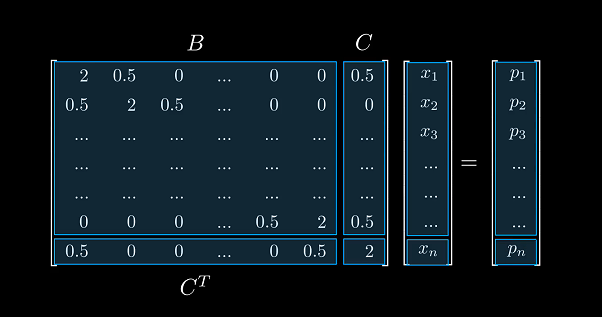 B C
2 0.5 0 ... 0 0 0.5 x₁ p₁
0.5 2 0.5 ... 0 0 0 x₂ p₂
... ... ... ... ... ... ... x₃ p₃
... ... ... ... ... ... ... ... = ...
... ... ... ... ... ... ... ... ...
0 0 0 ... 0.5 2 0.5 ... ...
0.5 0 0 ... 0 0.5 2 xₙ pₙ
Cᵀ